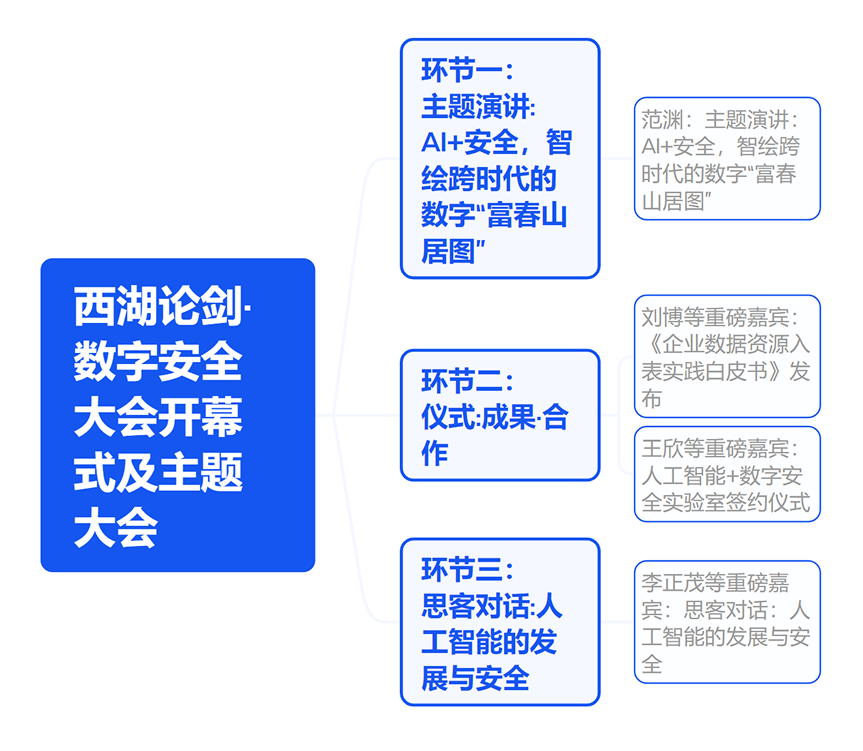 西湖论剑·
数字安全
大会开幕
式及主题
大会
环节一：
主题演讲:
AI+安全，智
绘跨时代的
数字“富春山
居图”
范渊：主题演讲：
AI+安全，智绘跨
时代的数字“富春
山居图”
环节二：
仪式:成果·合
作
刘博等重磅嘉宾：
《企业数据资源入
表实践白皮书》发
布
王欣等重磅嘉宾：
人工智能+数字安
全实验室签约仪式
环节三：
思客对话:人
工智能的发
展与安全
李正茂等重磅嘉
宾：思客对话：人
工智能的发展与安
全